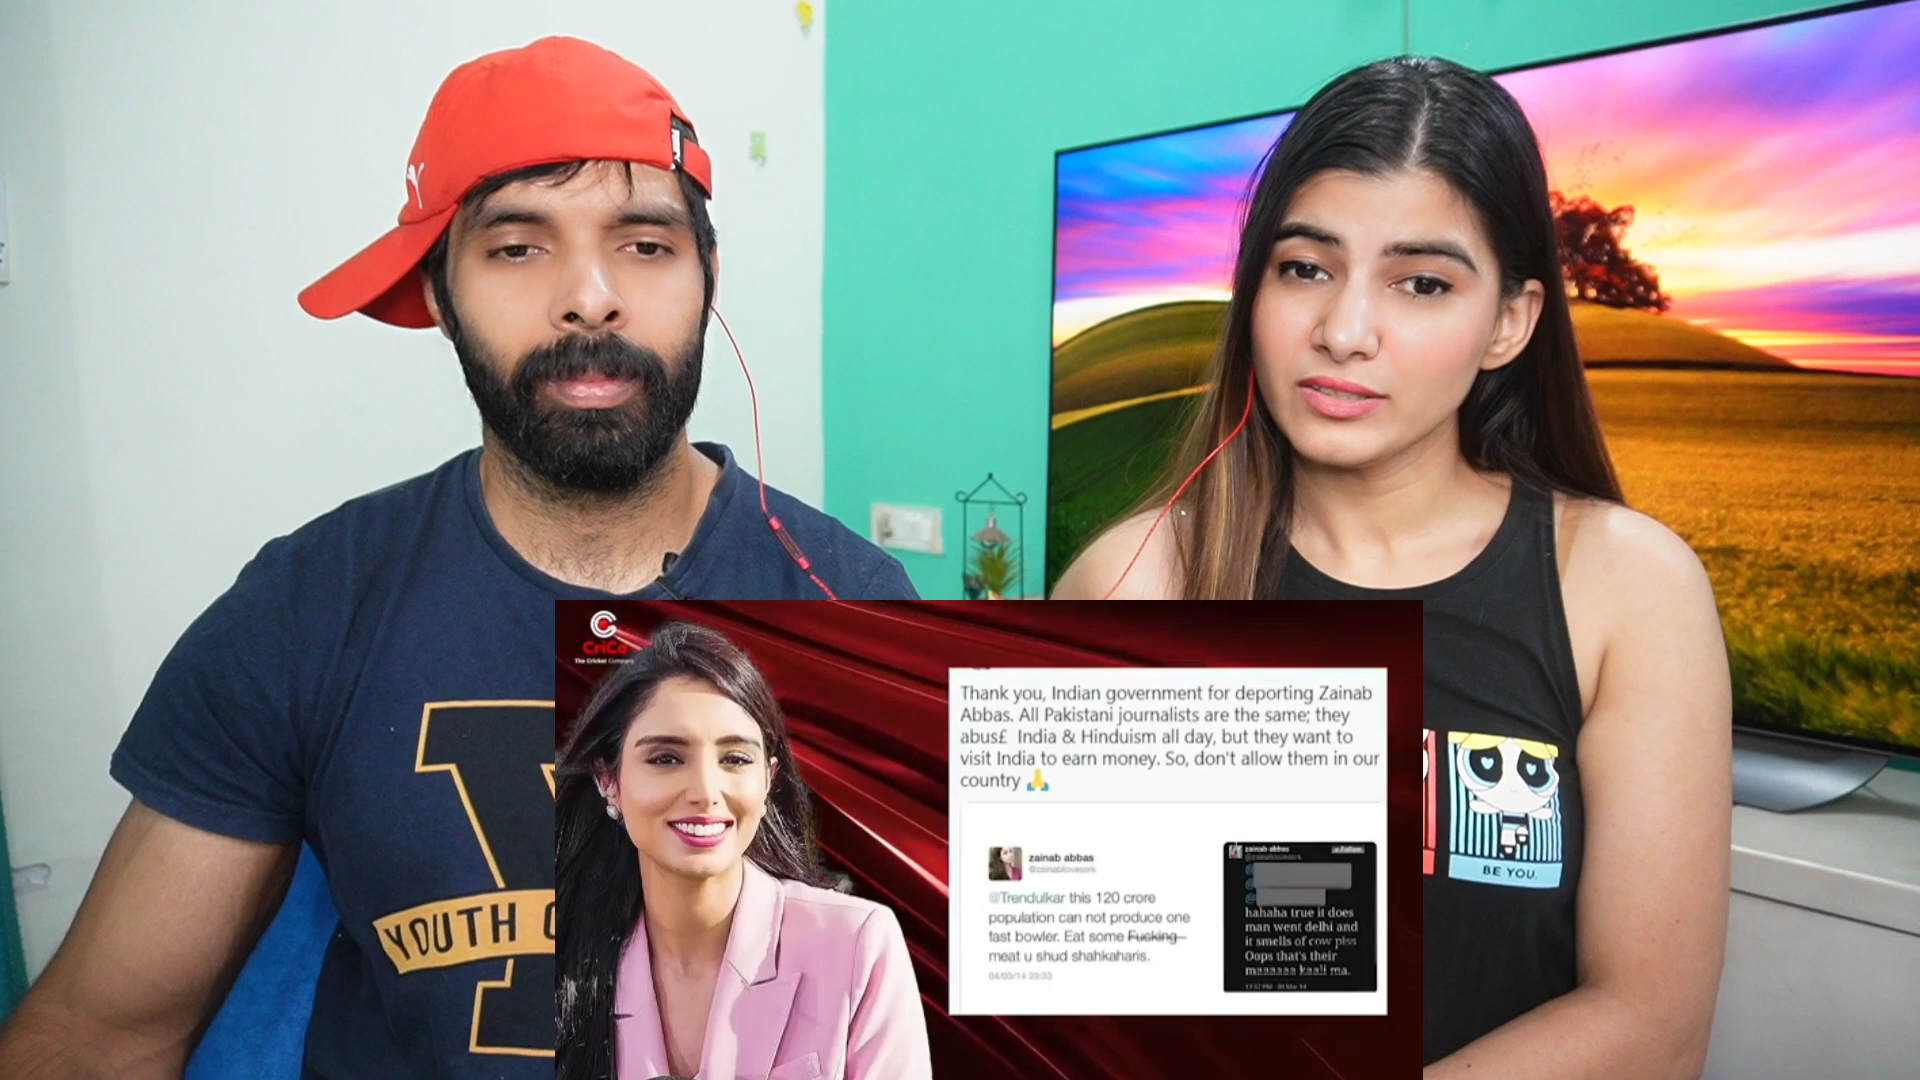 YOUTH
BE YOU.
CriCo
The Cricket Company
Thank you, Indian government for deporting Zainab
Abbas. All Pakistani journalists are the same; they
abus£ India & Hinduism all day, but they want to
visit India to earn money. So, don't allow them in our
country 🙏
zainab abbas
@zainablovessrk
@Trendulkar this 120 crore
population can not produce one
fast bowler. Eat some Fucking
meat u shud shahkaharis.
04/03/14 23:33
zainab abbas
@zainablovesrk
Follow
hahaha true it does
man went delhi and
it smells of cow piss
Oops that's their
maaaaaa kaali ma.